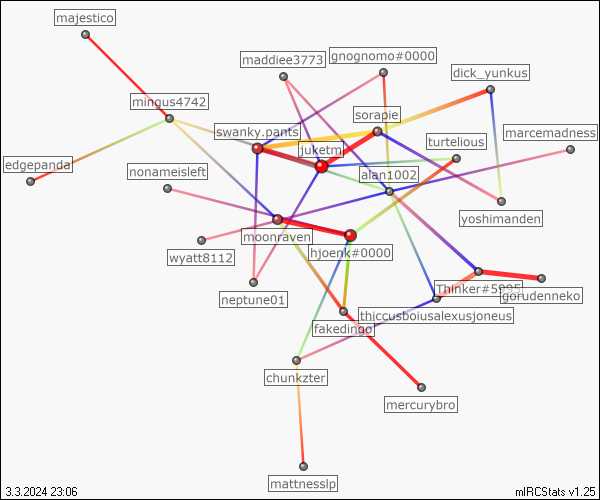 majestico
gnognomo#0000
maddiee3773
dick_yunkus
mingus4742
sorapie
swanky.pants
marcemadness
turtelious
juketm
edgepanda
nonameisleft
alan1002
yoshimanden
moonraven
hjoenk#0000
wyatt8112
Thinker#5995
gorudenneko
neptune01
thiccusboiusalexusjoneus
fakedingo
chunkzter
mercurybro
mattnesslp
3.3.2024 23:06
mIRCStats v1.25